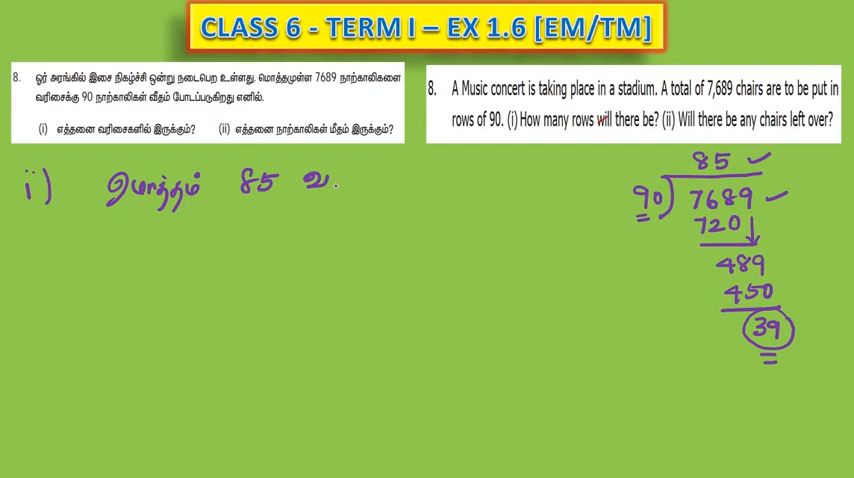 CLASS 6 - TERM I – EX 1.6 [EM/TM]
8. ஓர் அரங்கில் இசை நிகழ்ச்சி ஒன்று நடைபெற உள்ளது. மொத்தமுள்ள 7689 நாற்காலிகளை
வரிசைக்கு 90 நாற்காலிகள் வீதம் போடப்படுகிறது எனில்.
(i) எத்தனை வரிசைகளில் இருக்கும்? (ii) எத்தனை நாற்காலிகள் மீதம் இருக்கும்?
8. A Music concert is taking place in a stadium. A total of 7,689 chairs are to be put in
rows of 90. (i) How many rows will there be? (ii) Will there be any chairs left over?
i) மொத்தம் 85 வ
85
90 7689
720
489
450
39